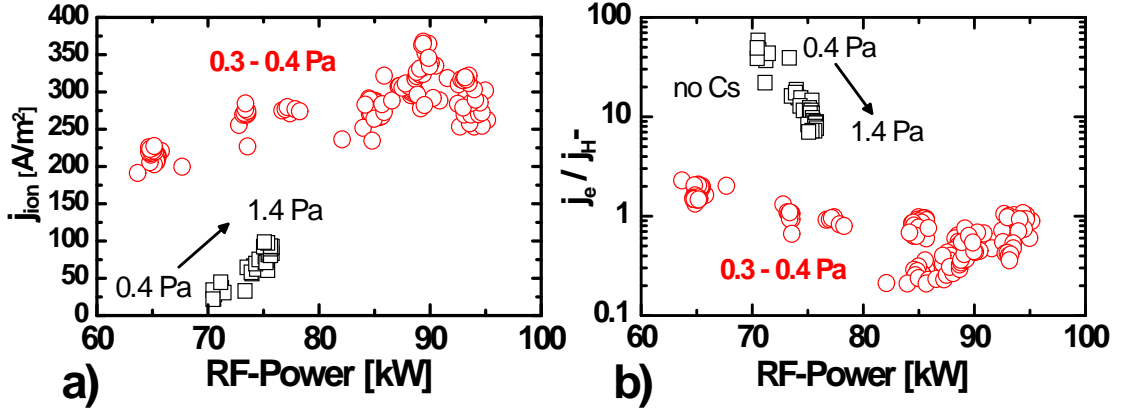 400
350
300
250
200
150
100
50
0
j_ion [A/m²]
0.3 - 0.4 Pa
1.4 Pa
0.4 Pa
60 70 80 90 100
RF-Power [kW]
a)
100
10
1
0.1
j_e / j_H⁻
no Cs
0.4 Pa
1.4 Pa
0.3 - 0.4 Pa
60 70 80 90 100
RF-Power [kW]
b)